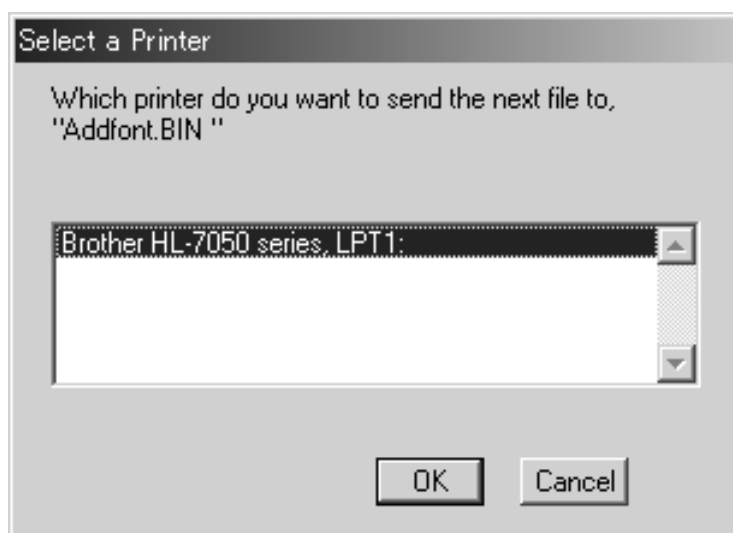 Select a Printer
Which printer do you want to send the next file to,
"Addfont.BIN "
Brother HL-7050 series, LPT1:
OK
Cancel